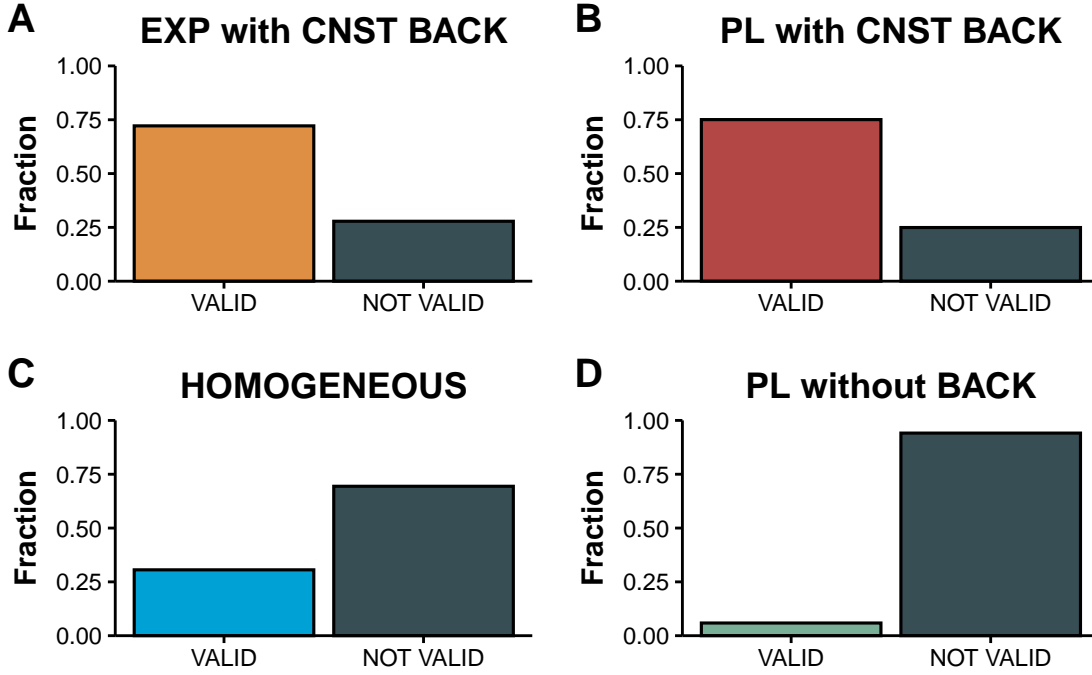 A
EXP with CNST BACK
Fraction
1.00
0.75
0.50
0.25
0.00
VALID
NOT VALID
B
PL with CNST BACK
Fraction
1.00
0.75
0.50
0.25
0.00
VALID
NOT VALID
C
HOMOGENEOUS
Fraction
1.00
0.75
0.50
0.25
0.00
VALID
NOT VALID
D
PL without BACK
Fraction
1.00
0.75
0.50
0.25
0.00
VALID
NOT VALID